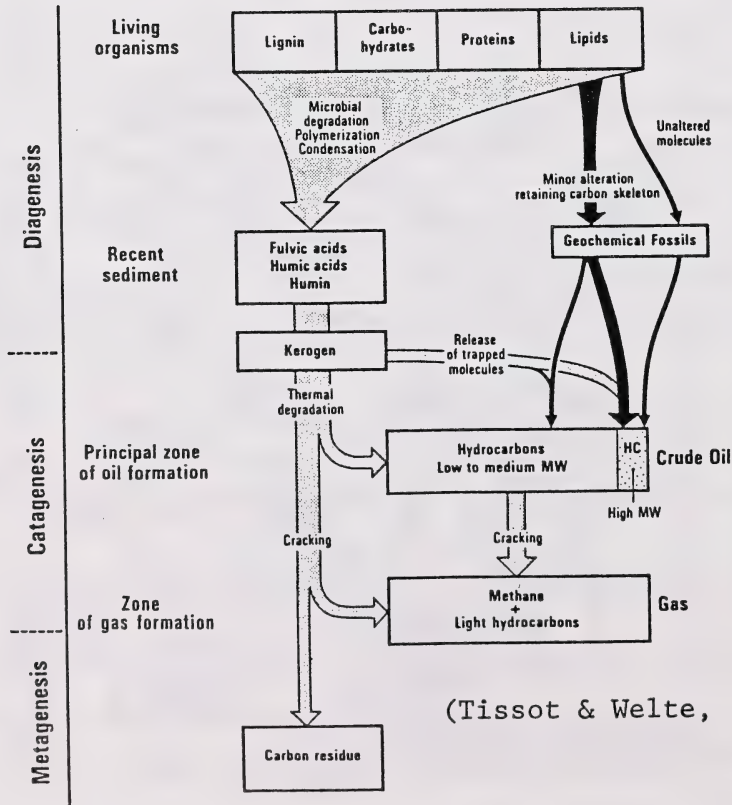 Living
organisms
Lignin
Carbo-
hydrates
Proteins
Lipids
Microbial
degradation
Polymerization
Condensation
Unaltered
molecules
Minor alteration
retaining carbon skeleton
Diagenesis
Recent
sediment
Fulvic acids
Humic acids
Humin
Geochemical Fossils
Kerogen
Release
of trapped
molecules
Thermal
degradation
Catagenesis
Principal zone
of oil formation
Hydrocarbons
Low to medium MW
HC
Crude Oil
High MW
Cracking
Cracking
Zone
of gas formation
Methane
+
Light hydrocarbons
Gas
Metagenesis
(Tissot & Welte,
Carbon residue